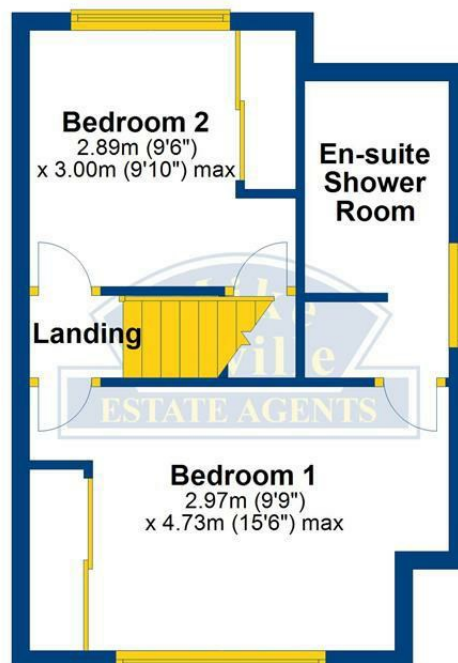 Bedroom 2
2.89m (9'6")
x 3.00m (9'10") max
En-suite
Shower
Room
Landing
ESTATE AGENTS
Bedroom 1
2.97m (9'9")
x 4.73m (15'6") max